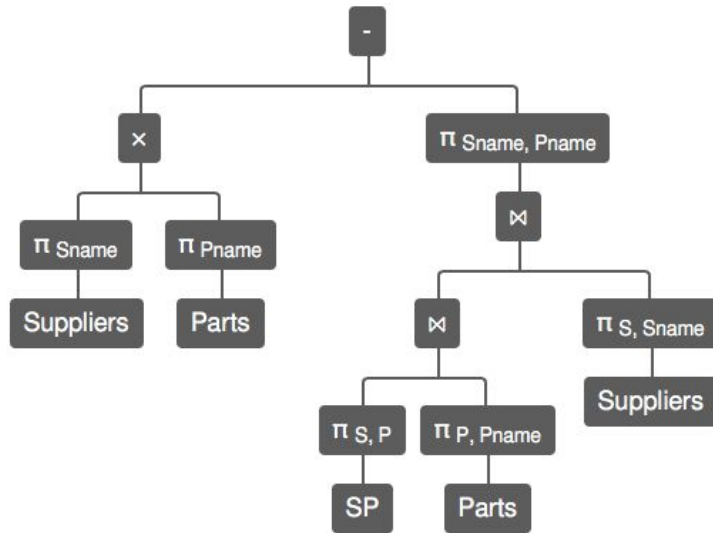 -
×
π Sname, Pname
π Sname
π Pname
⋈
Suppliers
Parts
⋈
π S, Sname
Suppliers
π S, P
π P, Pname
SP
Parts